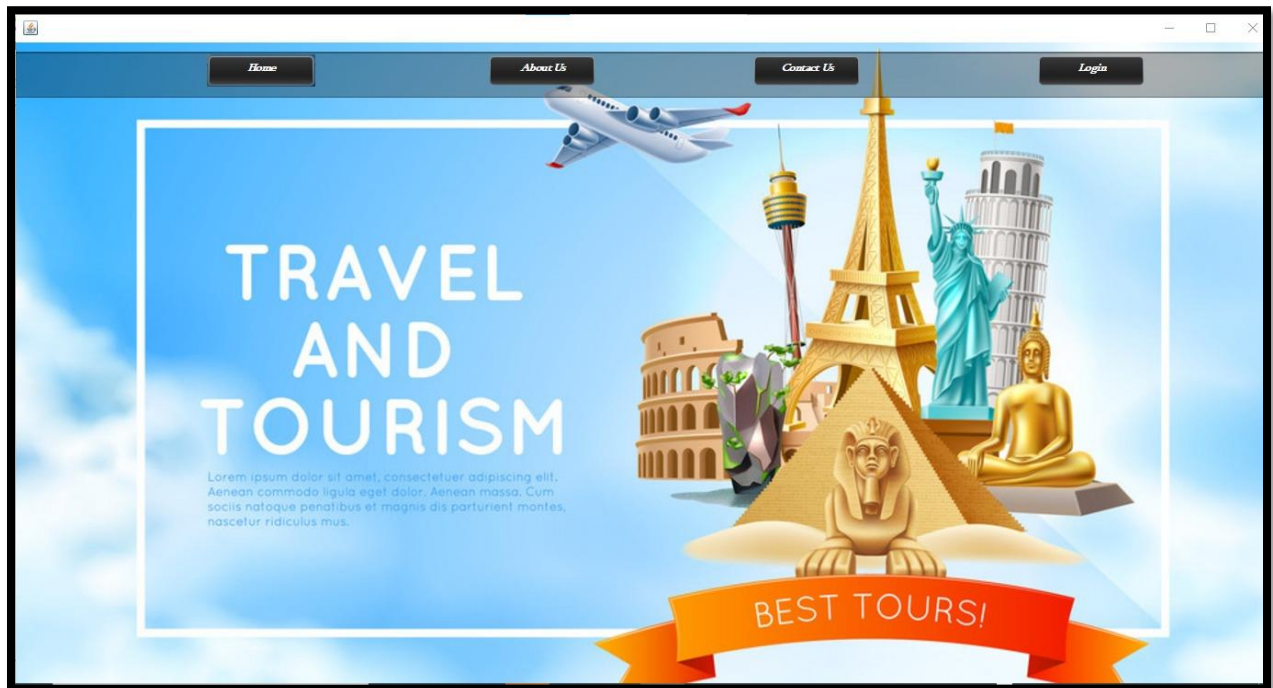 Home
About Us
Contact Us
Login
TRAVEL
AND
TOURISM
Lorem ipsum dolor sit amet, consectetuer adipiscing elit.
Aenean commodo ligula eget dolor. Aenean massa. Cum
sociis natoque penatibus et magnis dis parturient montes,
nascetur ridiculus mus.
BEST TOURS!